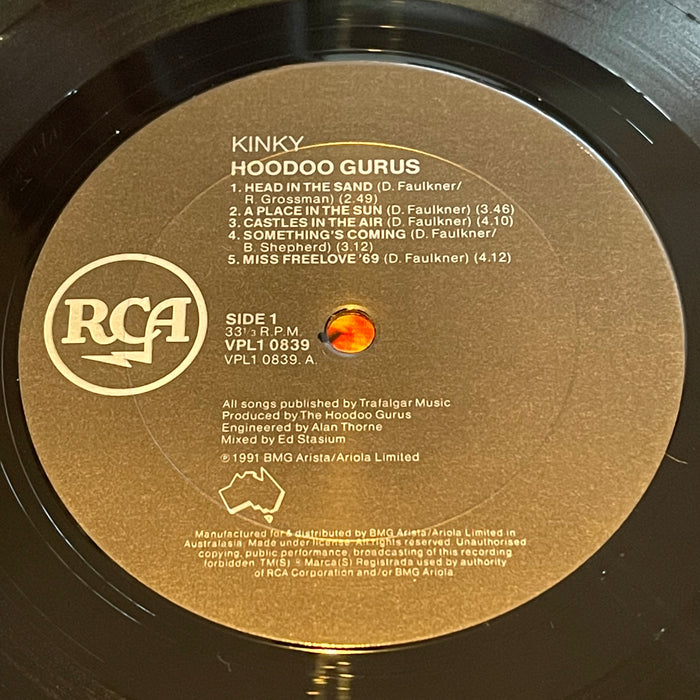 KINKY
HOODOO GURUS
1. HEAD IN THE SAND (D. Faulkner/
R. Grossman) (2.49)
2. A PLACE IN THE SUN (D. Faulkner) (3.46)
3. CASTLES IN THE AIR (D. Faulkner) (4.10)
4. SOMETHING'S COMING (D. Faulkner/
B. Shepherd) (3.12)
5. MISS FREELOVE '69 (D. Faulkner) (4.12)
RCA
SIDE 1
33 1/3 R.P.M.
VPL1 0839
VPL1 0839. A.
All songs published by Trafalgar Music
Produced by The Hoodoo Gurus
Engineered by Alan Thorne
Mixed by Ed Stasium
℗ 1991 BMG Arista/Ariola Limited
Manufactured for & distributed by BMG Arista/Ariola Limited in
Australasia. Made under license. All rights reserved. Unauthorised
copying, public performance, broadcasting of this recording
forbidden. TM(S) ® Marca(S) Registrada used by authority
of RCA Corporation and/or BMG Ariola.